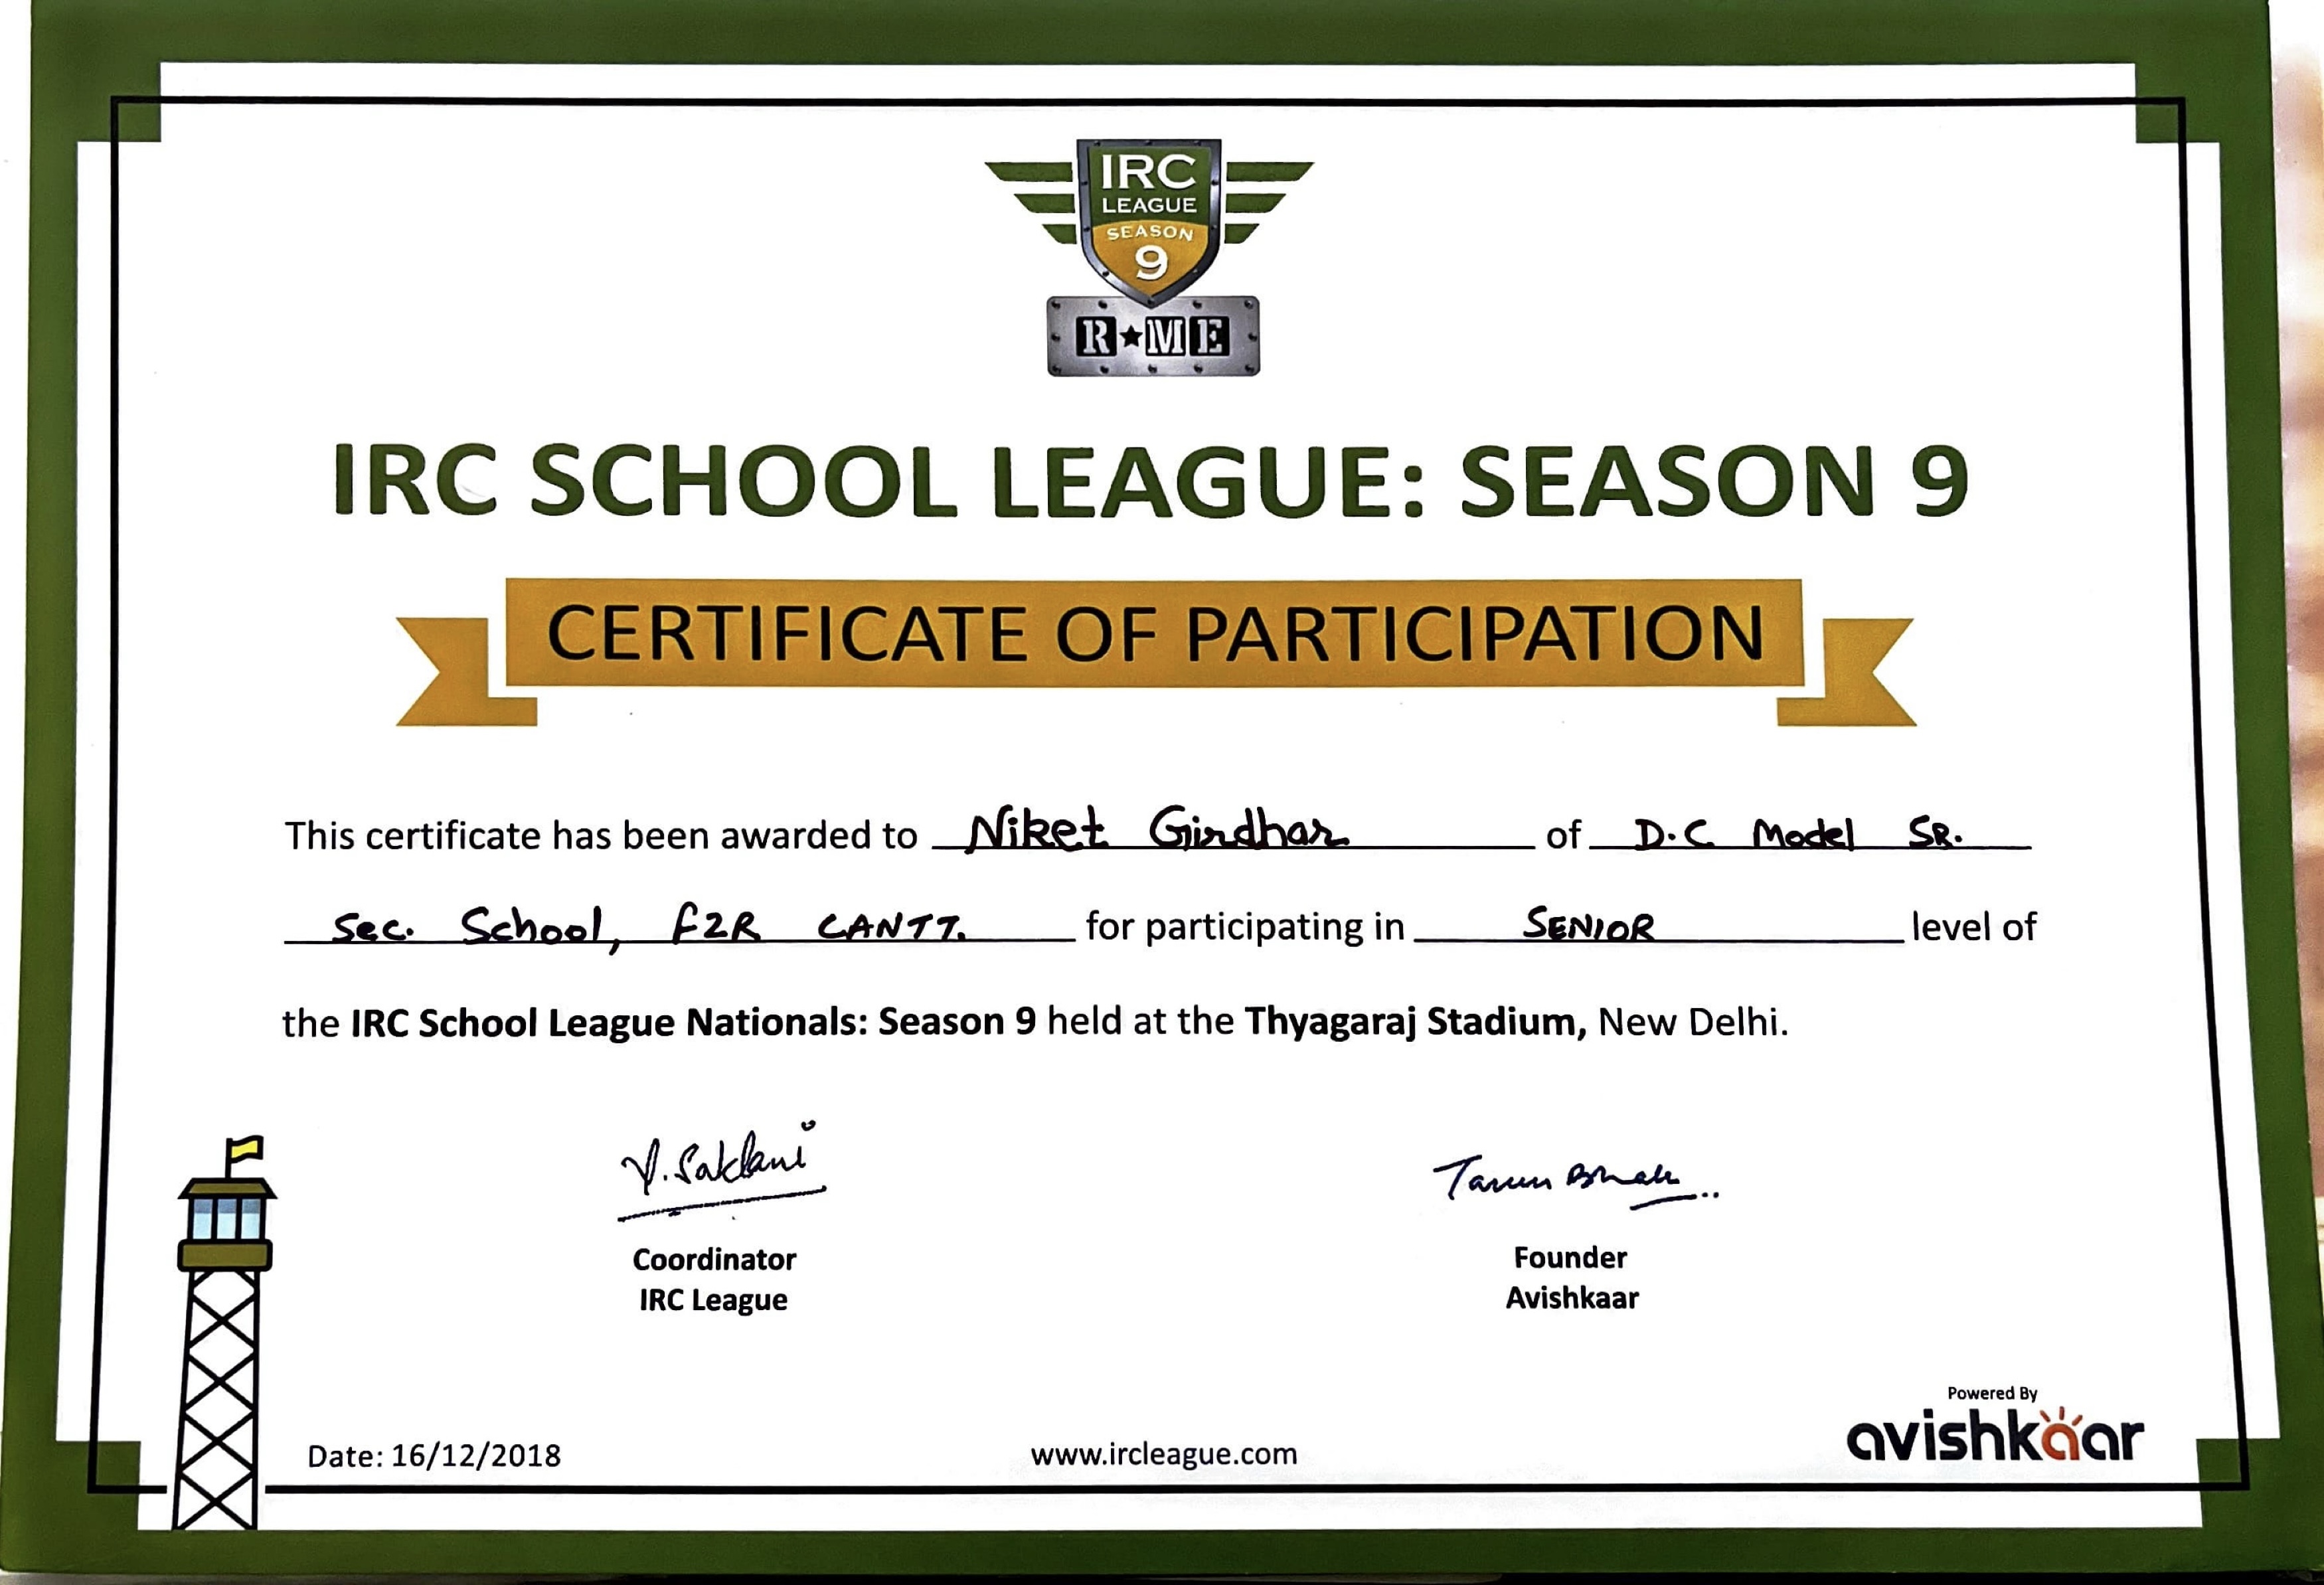 IRC
LEAGUE
SEASON
9
R★ME
IRC SCHOOL LEAGUE: SEASON 9
CERTIFICATE OF PARTICIPATION
This certificate has been awarded to Niket Girdhar of D.C Model SR.
Sec. School, FZR CANTT. for participating in SENIOR level of
the IRC School League Nationals: Season 9 held at the Thyagaraj Stadium, New Delhi.
Saklani Tarun
Coordinator Founder
IRC League Avishkaar
Powered By
avishkaar
Date: 16/12/2018 www.ircleague.com